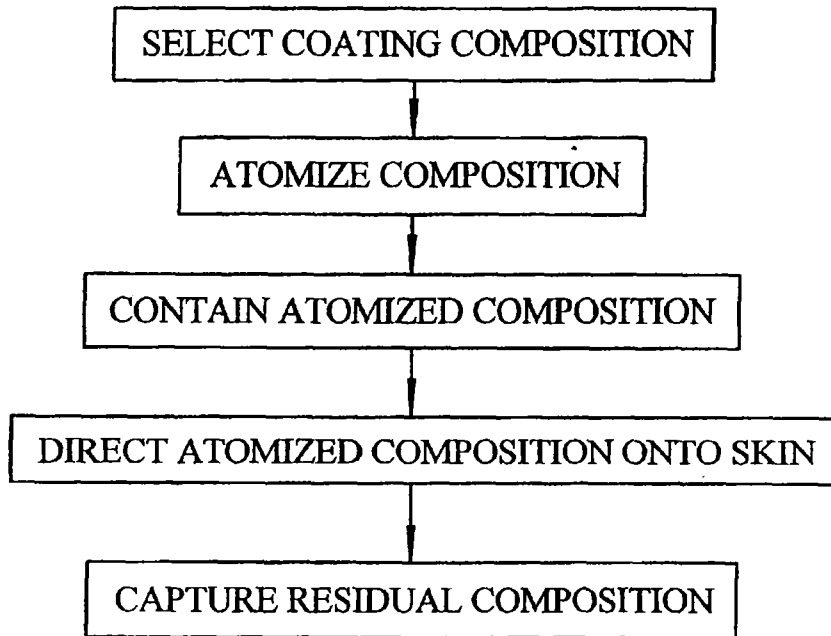 SELECT COATING COMPOSITION
ATOMIZE COMPOSITION
CONTAIN ATOMIZED COMPOSITION
DIRECT ATOMIZED COMPOSITION ONTO SKIN
CAPTURE RESIDUAL COMPOSITION